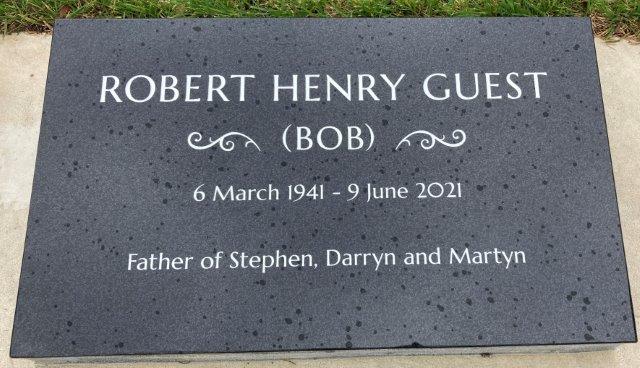 ROBERT HENRY GUEST
(BOB)
6 March 1941 - 9 June 2021
Father of Stephen, Darryn and Martyn